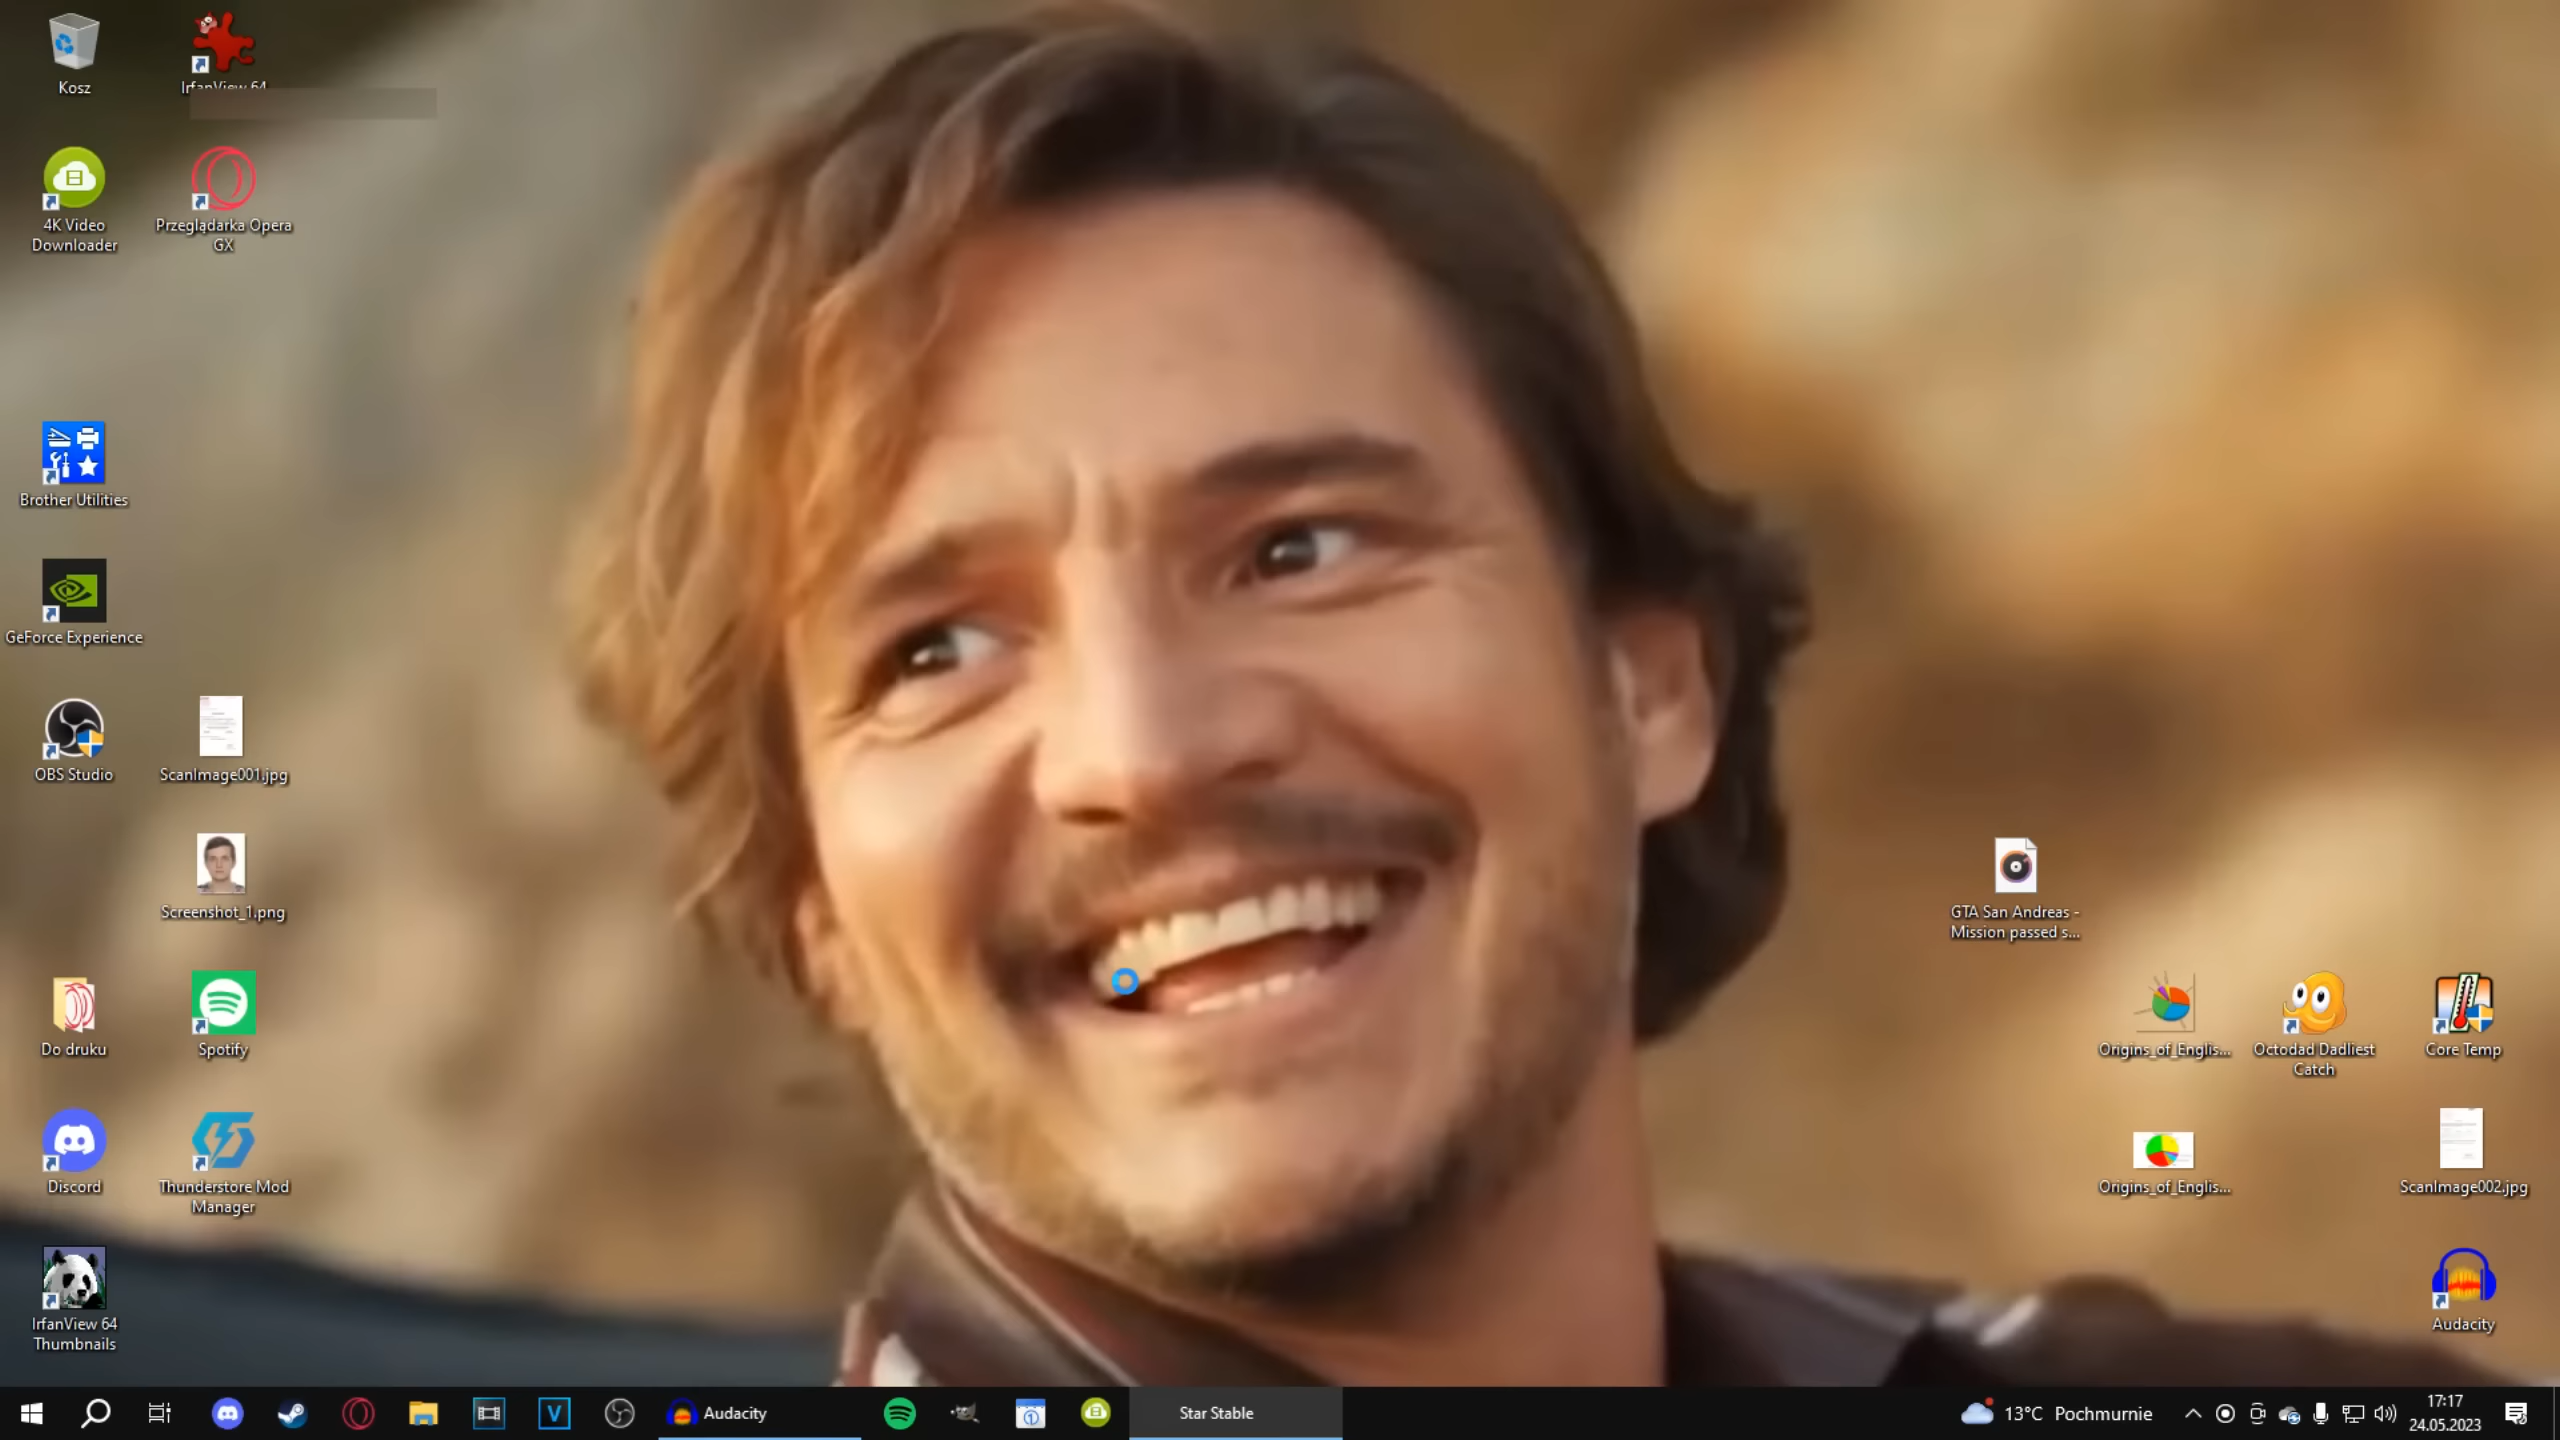 Kosz
IrfanView 64
4K Video
Downloader
Przeglądarka Opera
GX
Brother Utilities
GeForce Experience
OBS Studio
ScanImage001.jpg
Screenshot_1.png
Do druku
Spotify
Discord
Thunderstore Mod
Manager
IrfanView 64
Thumbnails
GTA San Andreas -
Mission passed s...
Origins_of_Englis...
Octodad Dadliest
Catch
Core Temp
Origins_of_Englis...
ScanImage002.jpg
Audacity
Audacity
Star Stable
13°C Pochmurnie
17:17
24.05.2023